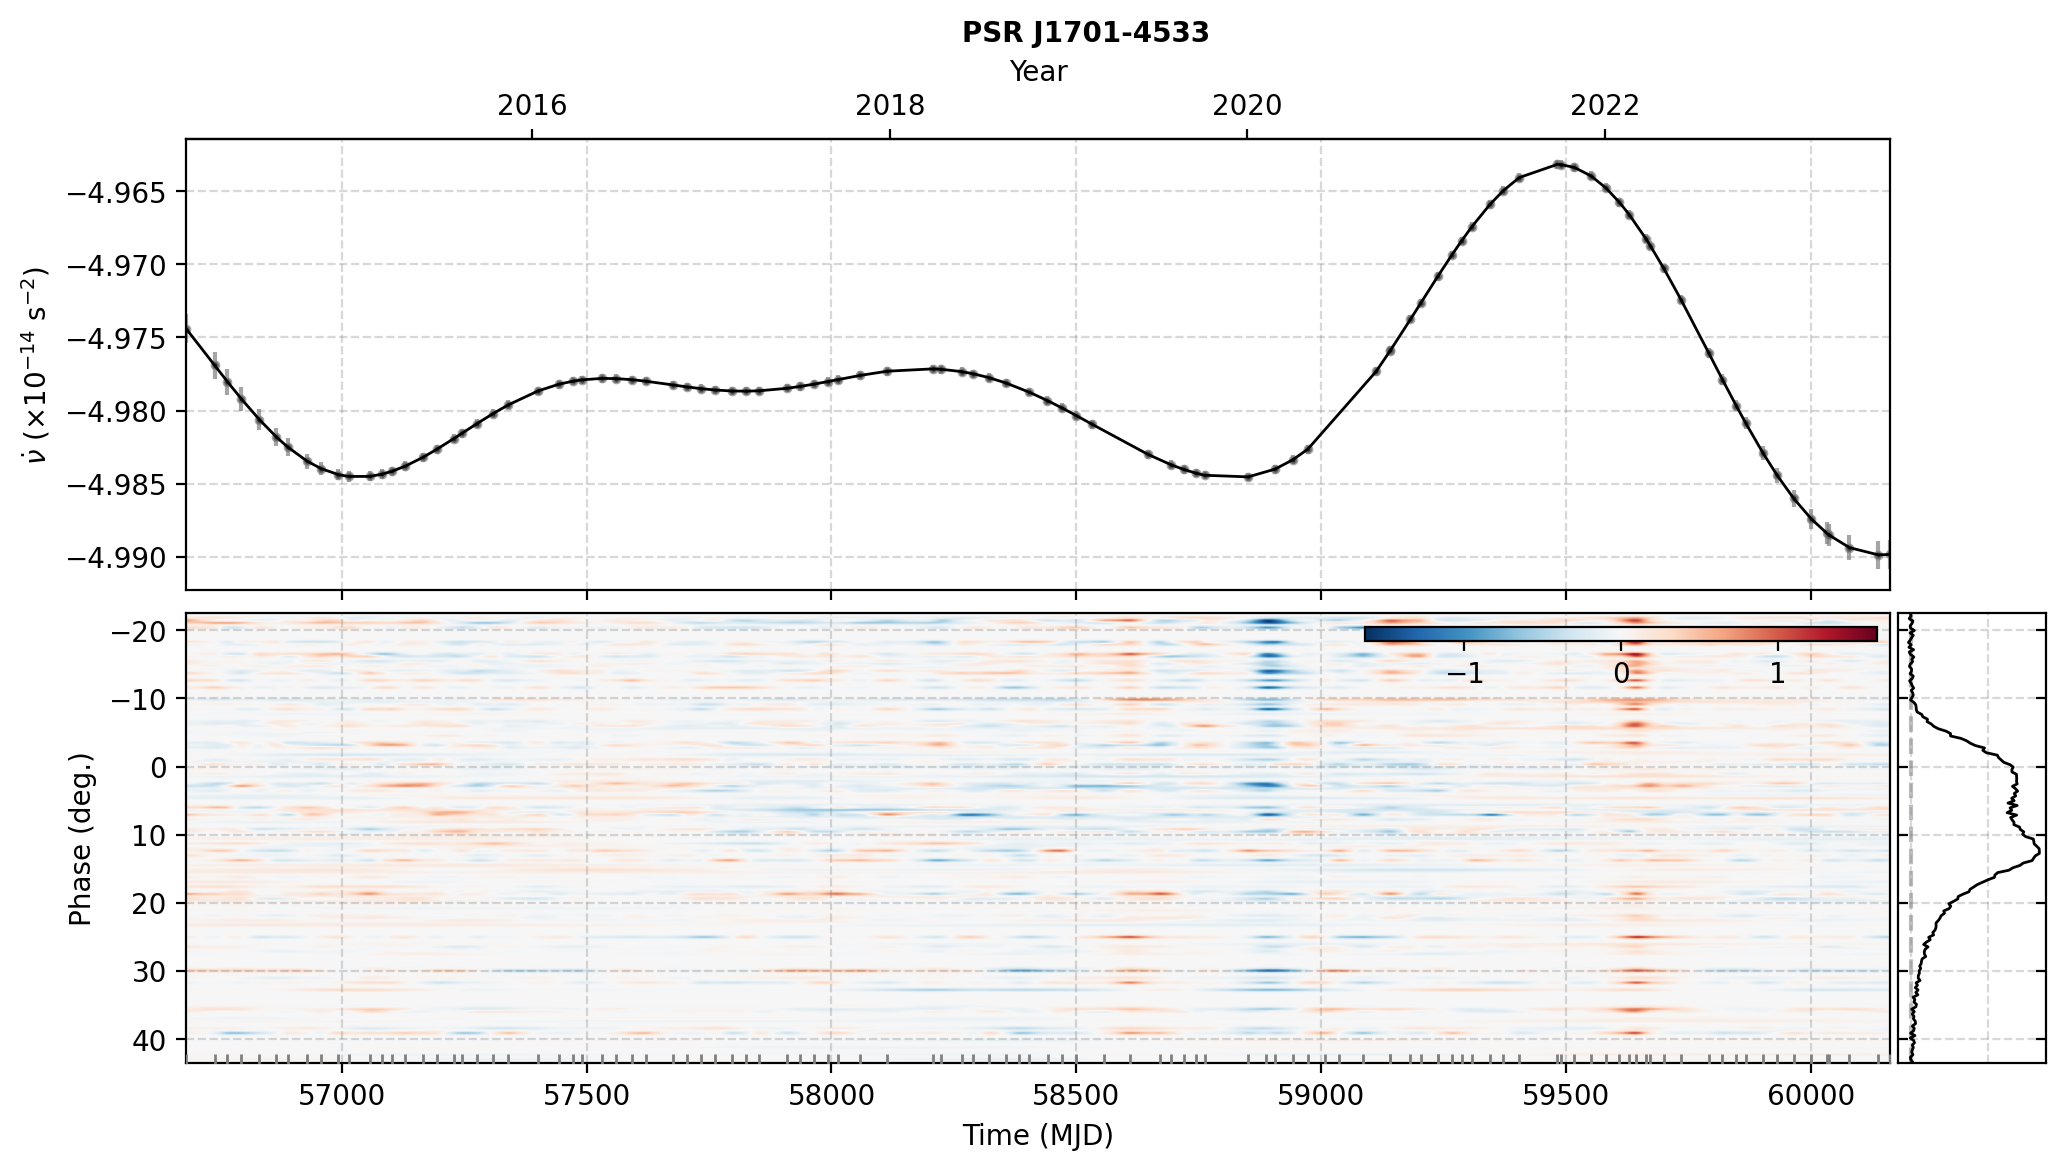 PSR J1701-4533
Year
2016 2018 2020 2022
−4.965
−4.970
−4.975
−4.980
−4.985
−4.990
ν̇ (×10⁻¹⁴ s⁻²)
−20
−10
0
10
20
30
40
Phase (deg.)
−1 0 1
57000 57500 58000 58500 59000 59500 60000
Time (MJD)